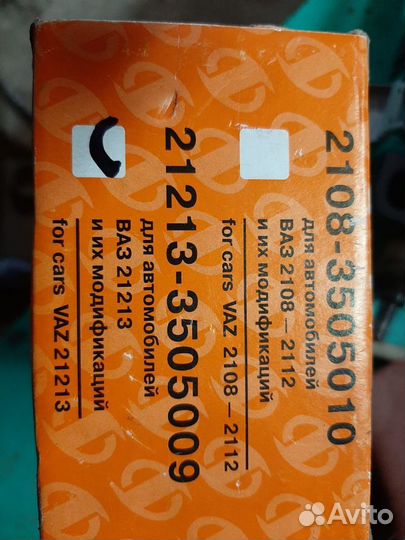 2108-3505010
для автомобилей
ВАЗ 2108 – 2112
и их модификаций
for cars VAZ 2108 – 2112
21213-3505009
для автомобилей
ВАЗ 21213
и их модификаций
for cars VAZ 21213
Avito